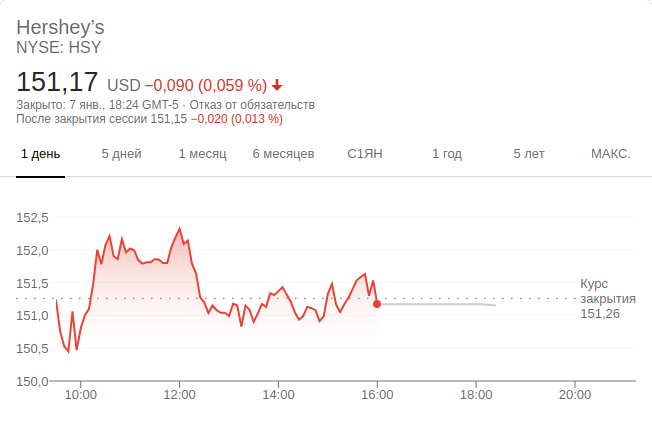 Hershey’s
NYSE: HSY
151,17 USD −0,090 (0,059 %)
Закрыто: 7 янв., 18:24 GMT-5 · Отказ от обязательств
После закрытия сессии 151,15 −0,020 (0,013 %)
1 день 5 дней 1 месяц 6 месяцев С1ЯН 1 год 5 лет МАКС.
152,5
152,0
151,5
151,0
150,5
150,0
Курс
закрытия
151,26
10:00 12:00 14:00 16:00 18:00 20:00